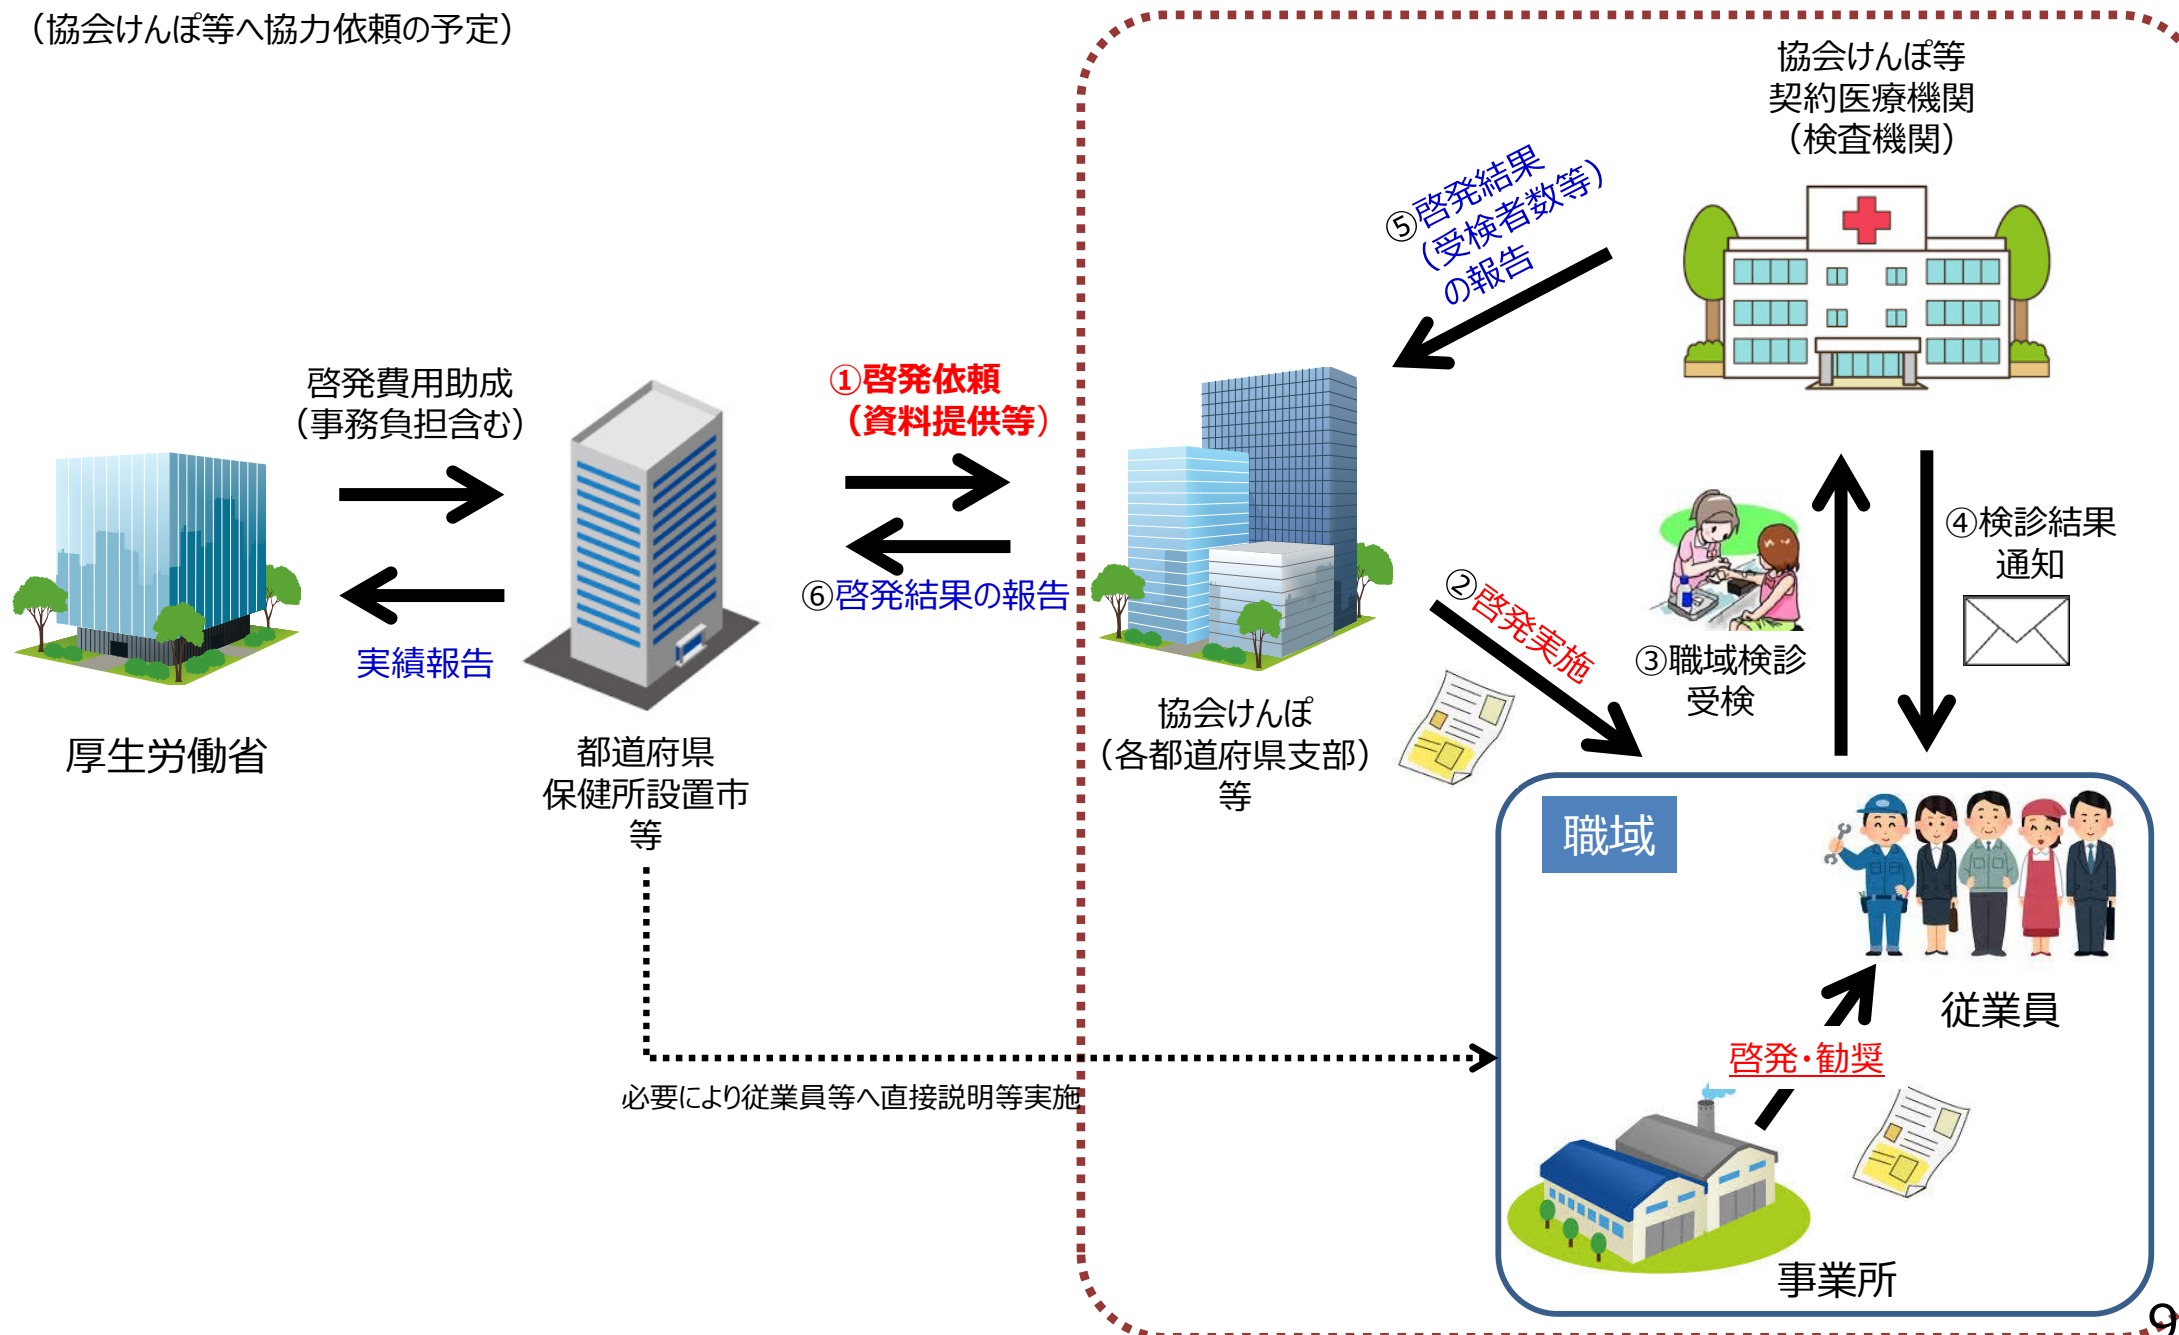 （協会けんぽ等へ協力依頼の予定）
協会けんぽ等
契約医療機関
（検査機関）
⑤啓発結果
（受検者数等）
の報告
啓発費用助成
（事務負担含む）
①啓発依頼
（資料提供等）
④検診結果
通知
⑥啓発結果の報告
②啓発実施
実績報告
③職域検診
受検
厚生労働省
都道府県
保健所設置市
等
協会けんぽ
（各都道府県支部）
等
職域
従業員
啓発・勧奨
必要により従業員等へ直接説明等実施
事業所
9